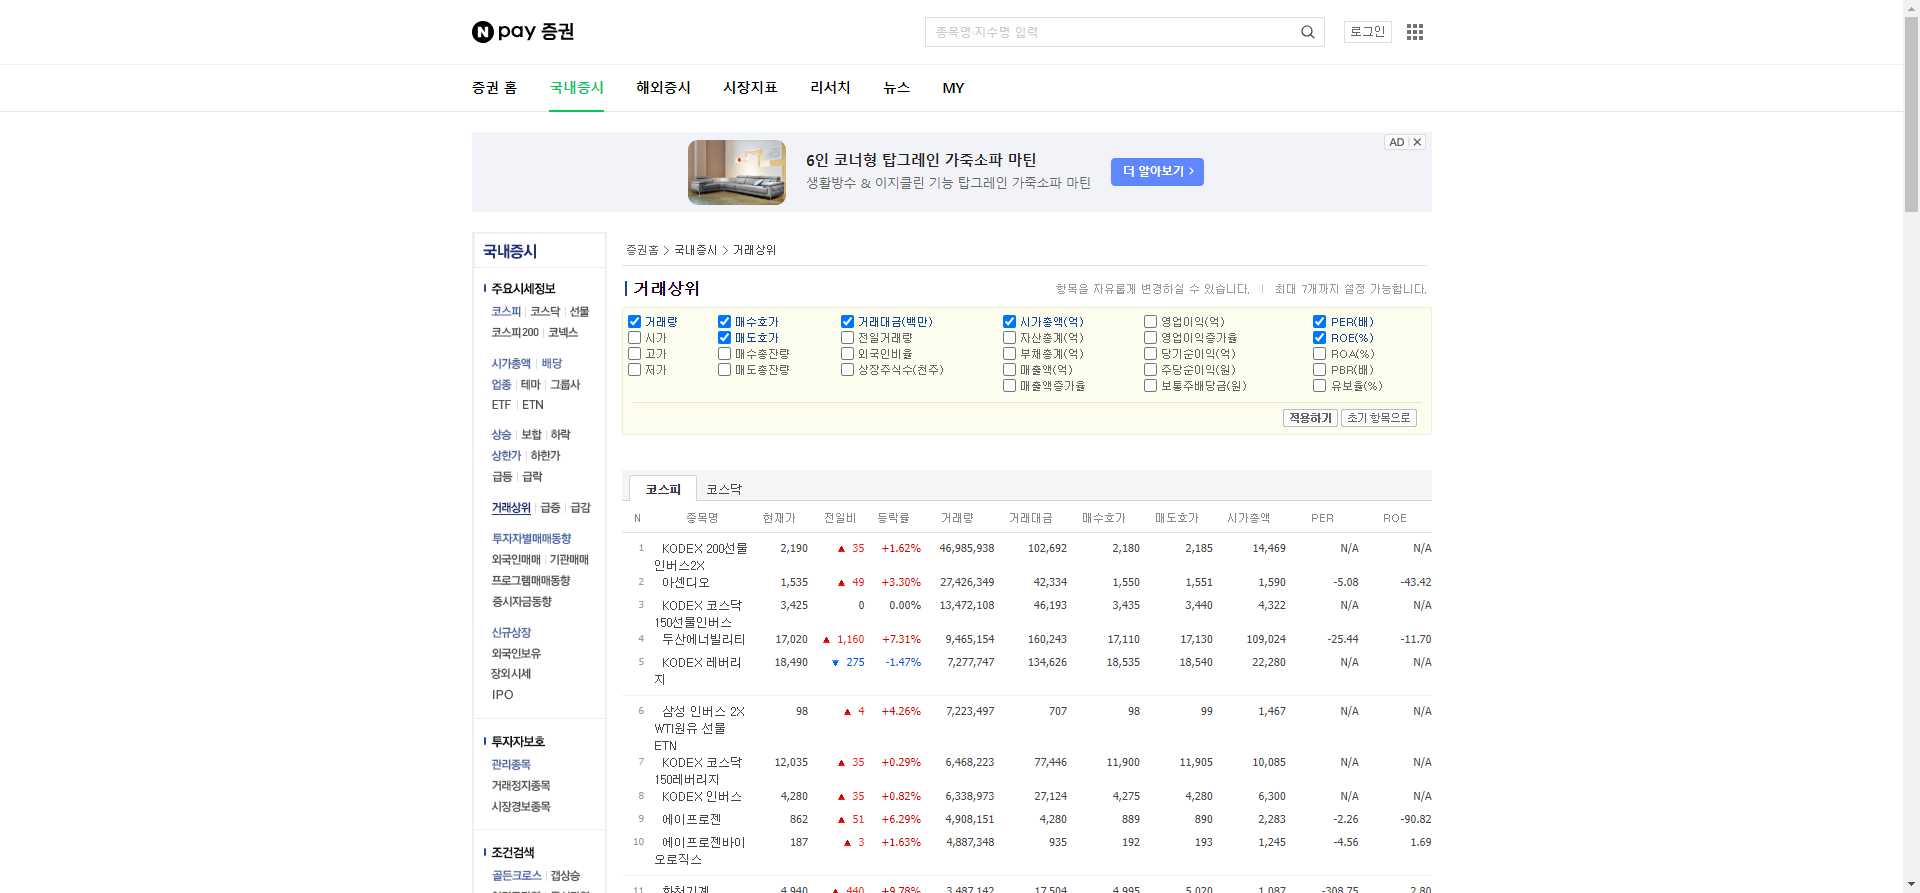 N pay 증권
종목명·지수명 입력
로그인
증권 홈 국내증시 해외증시 시장지표 리서치 뉴스 MY
6인 코너형 탑그레인 가죽소파 마틴
생활방수 & 이지클린 기능 탑그레인 가죽소파 마틴
더 알아보기 >
AD X
국내증시
주요시세정보
코스피 코스닥 선물
코스피200 코넥스
시가총액 배당
업종 테마 그룹사
ETF ETN
상승 보합 하락
상한가 하한가
급등 급락
거래상위 급증 급감
투자자별매매동향
외국인매매 기관매매
프로그램매매동향
증시자금동향
신규상장
외국인보유
장외시세
IPO
투자자보호
관리종목
거래정지종목
시장경보종목
조건검색
골든크로스 갭상승
증권홈 > 국내증시 > 거래상위
거래상위
항목을 자유롭게 변경하실 수 있습니다. | 최대 7개까지 설정 가능합니다.
거래량 매수호가 거래대금(백만) 시가총액(억) 영업이익(억) PER(배)
시가 매도호가 전일거래량 자산총계(억) 영업이익증가율 ROE(%)
고가 매수총잔량 외국인비율 부채총계(억) 당기순이익(억) ROA(%)
저가 매도총잔량 상장주식수(천주) 매출액(억) 주당순이익(원) PBR(배)
매출액증가율 보통주배당금(원) 유보율(%)
적용하기 초기 항목으로
코스피 코스닥
N 종목명 현재가 전일비 등락률 거래량 거래대금 매수호가 매도호가 시가총액 PER ROE
1 KODEX 200선물인버스2X 2,190 ▲ 35 +1.62% 46,985,938 102,692 2,180 2,185 14,469 N/A N/A
2 아센디오 1,535 ▲ 49 +3.30% 27,426,349 42,334 1,550 1,551 1,590 -5.08 -43.42
3 KODEX 코스닥150선물인버스 3,425 0 0.00% 13,472,108 46,193 3,435 3,440 4,322 N/A N/A
4 두산에너빌리티 17,020 ▲ 1,160 +7.31% 9,465,154 160,243 17,110 17,130 109,024 -25.44 -11.70
5 KODEX 레버리지 18,490 ▼ 275 -1.47% 7,277,747 134,626 18,535 18,540 22,280 N/A N/A
6 삼성 인버스 2X WTI원유 선물 ETN 98 ▲ 4 +4.26% 7,223,497 707 98 99 1,467 N/A N/A
7 KODEX 코스닥150레버리지 12,035 ▲ 35 +0.29% 6,468,223 77,446 11,900 11,905 10,085 N/A N/A
8 KODEX 인버스 4,280 ▲ 35 +0.82% 6,338,973 27,124 4,275 4,280 6,300 N/A N/A
9 에이프로젠 862 ▲ 51 +6.29% 4,908,151 4,280 889 890 2,283 -2.26 -90.82
10 에이프로젠바이오로직스 187 ▲ 3 +1.63% 4,887,348 935 192 193 1,245 -4.56 1.69
11 화천기계 4,940 ▲ 440 +9.78% 3,487,142 17,504 4,995 5,020 1,087 -308.75 2.80